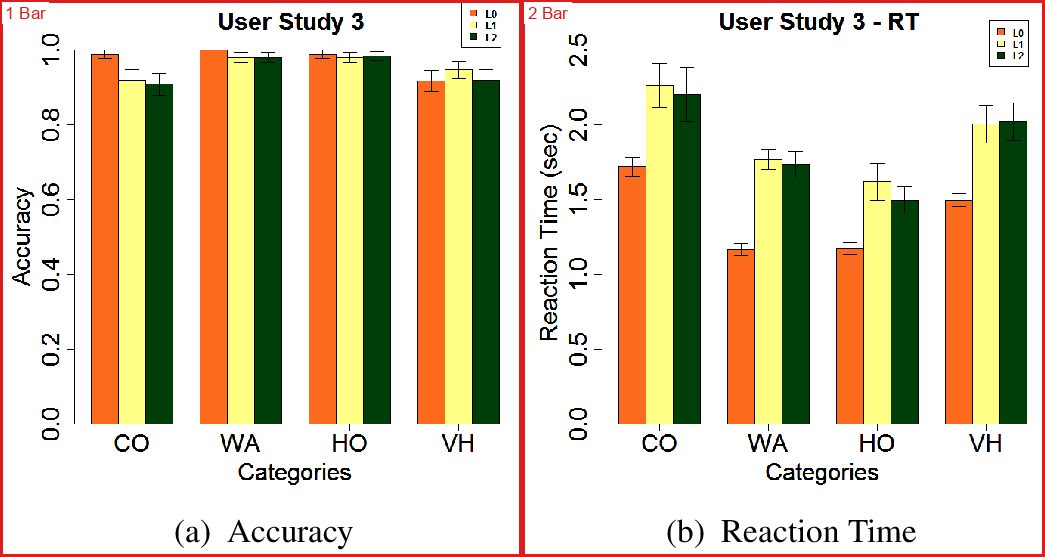 1 Bar
User Study 3
L0
L1
L2
1.0
0.8
0.6
0.4
0.2
0.0
Accuracy
CO WA HO VH
Categories
(a) Accuracy
2 Bar
User Study 3 - RT
L0
L1
L2
2.5
2.0
1.5
1.0
0.5
0.0
Reaction Time (sec)
CO WA HO VH
Categories
(b) Reaction Time